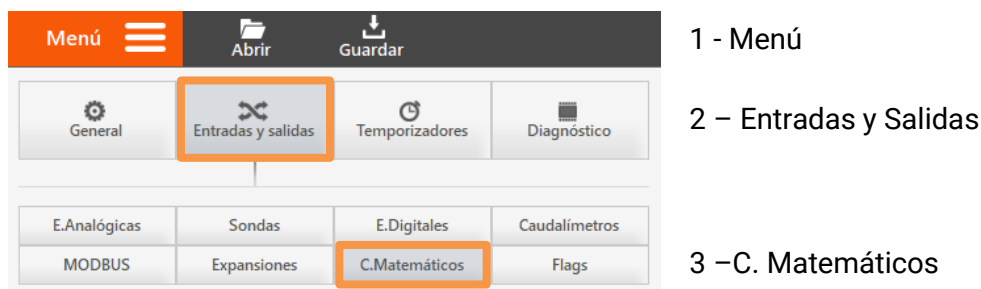 Menú
Abrir
Guardar
1 - Menú
General
Entradas y salidas
Temporizadores
Diagnóstico
2 – Entradas y Salidas
E.Analógicas
Sondas
E.Digitales
Caudalímetros
MODBUS
Expansiones
C.Matemáticos
Flags
3 –C. Matemáticos